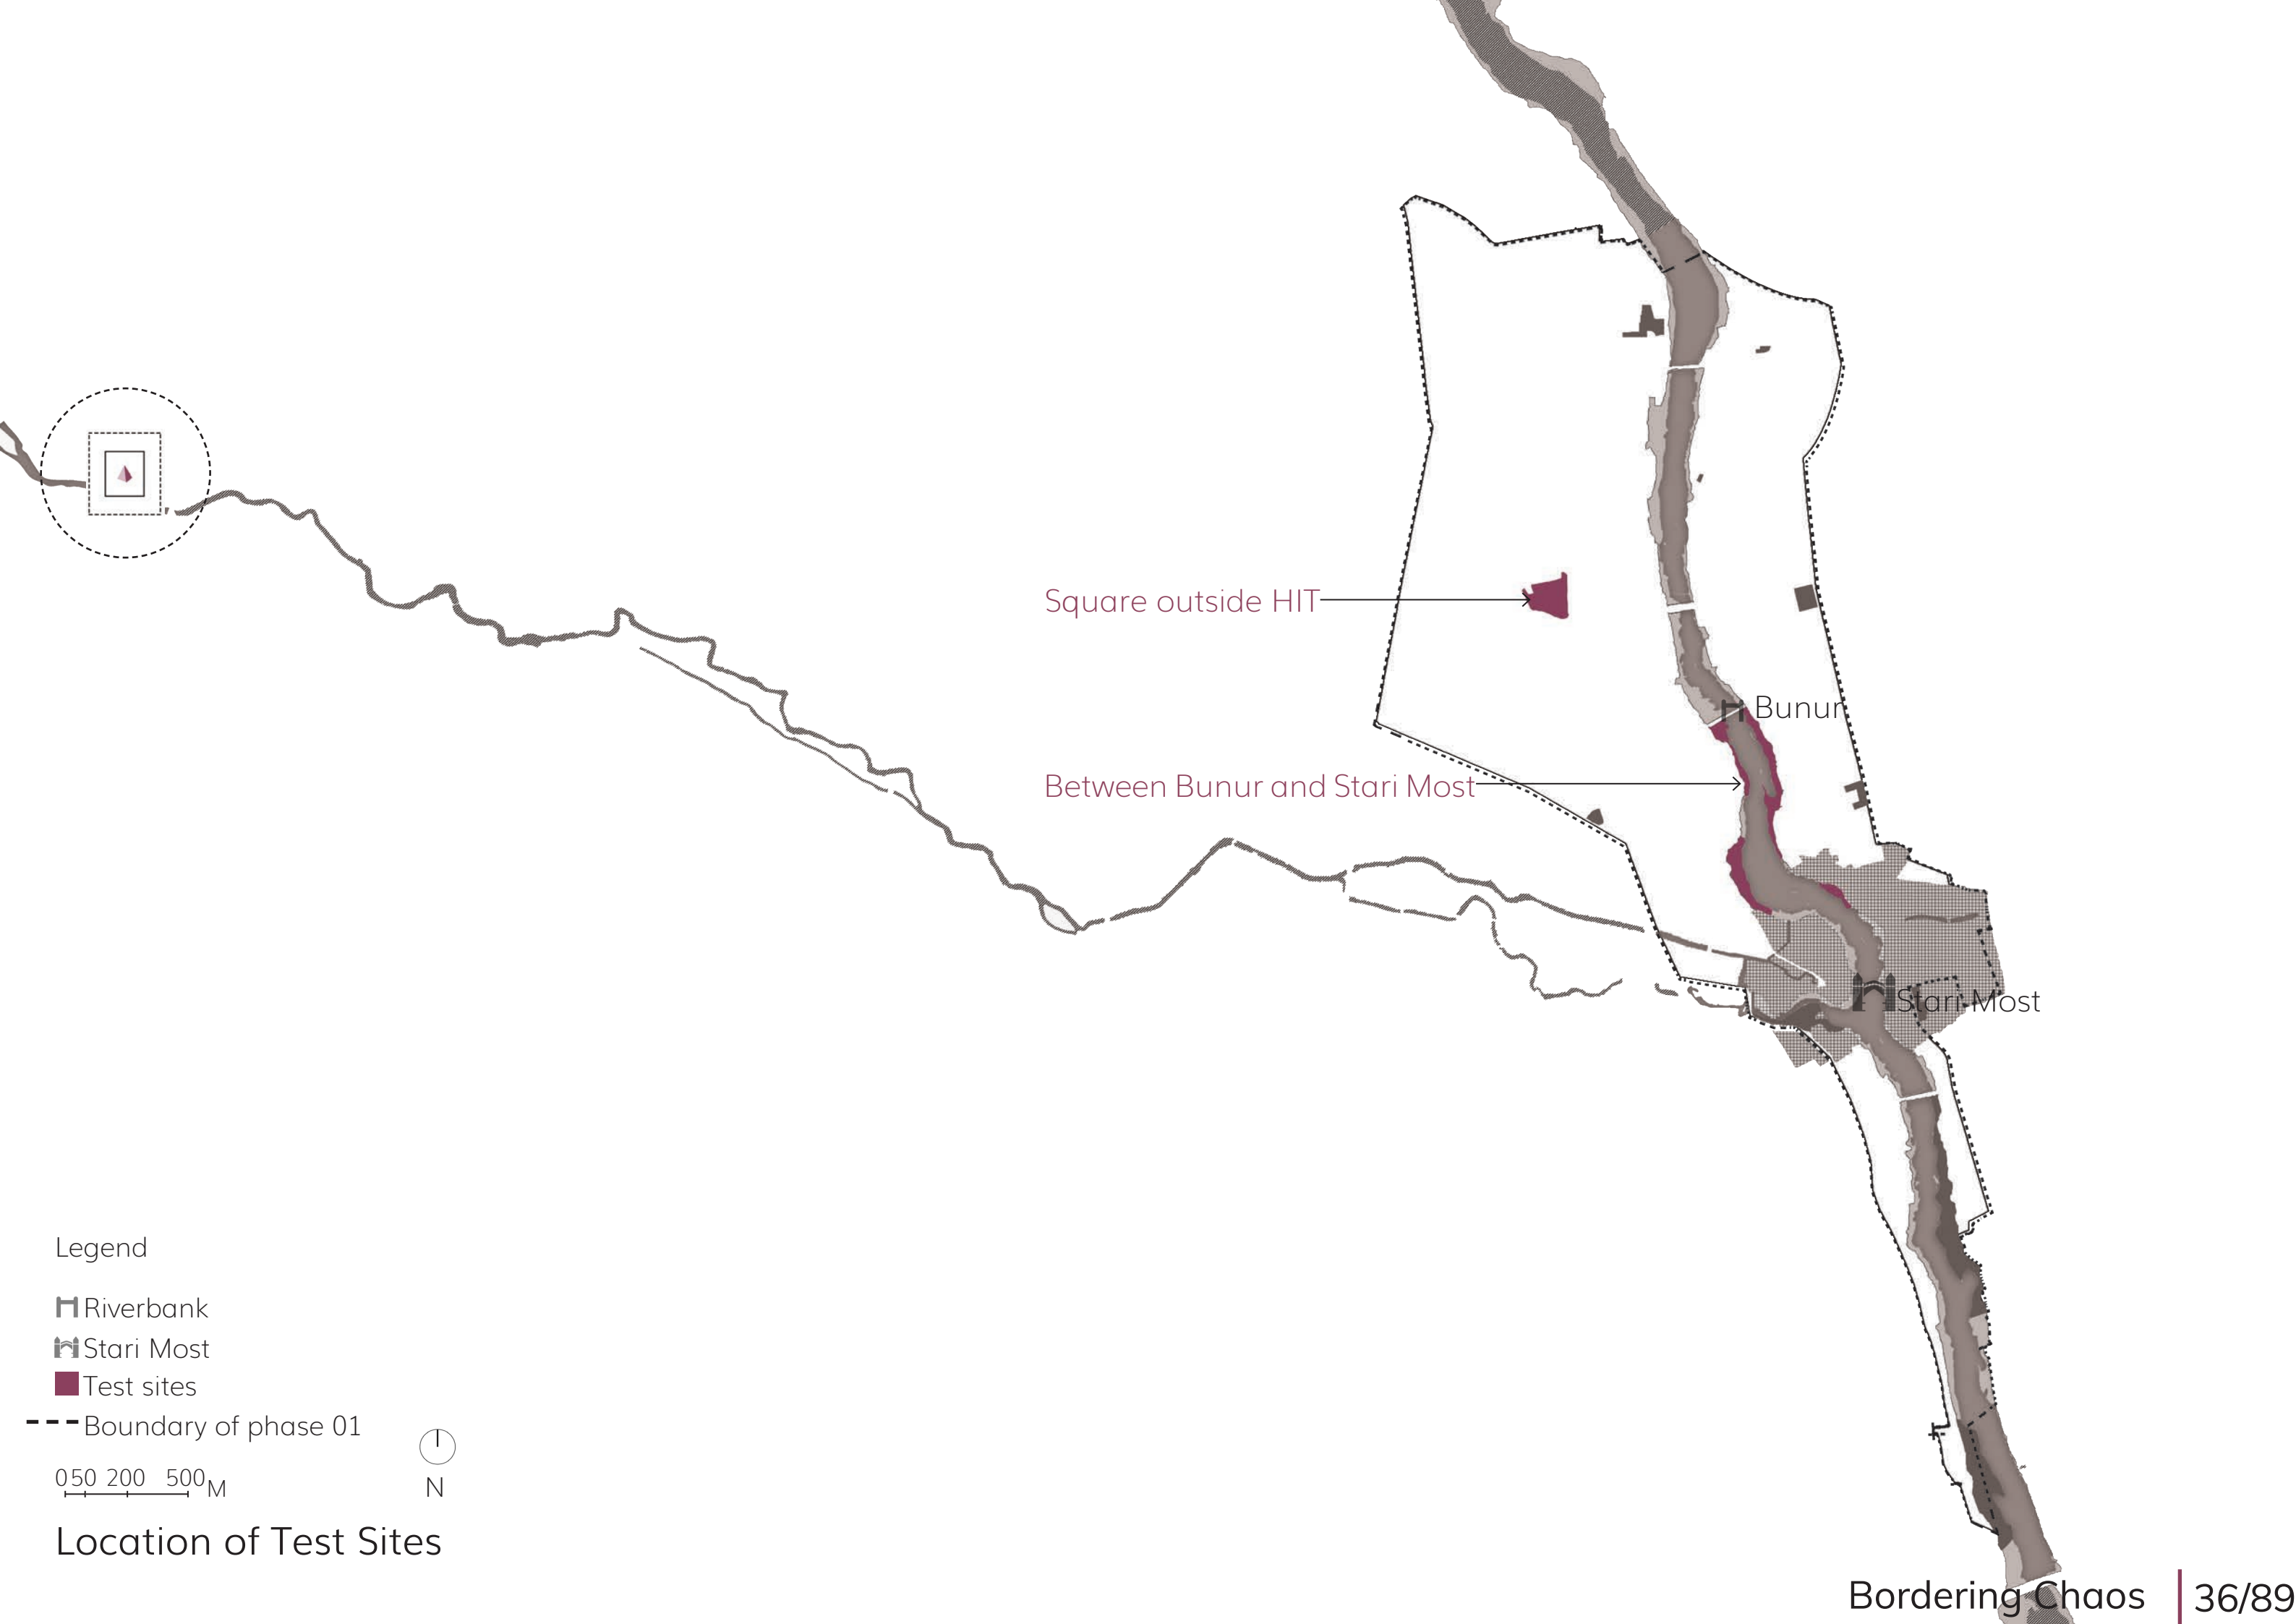 Square outside HIT
Bunur
Between Bunur and Stari Most
Stari Most
Legend
Riverbank
Stari Most
Test sites
Boundary of phase 01
0 50 200 500 M
N
Location of Test Sites
Bordering Chaos 36/89